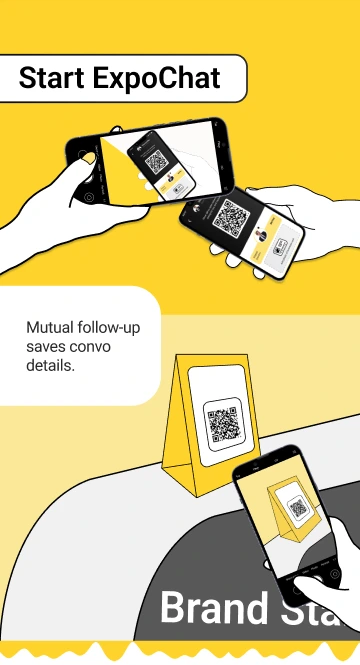 Start ExpoChat
Mutual follow-up
saves convo
details.
Brand Sta